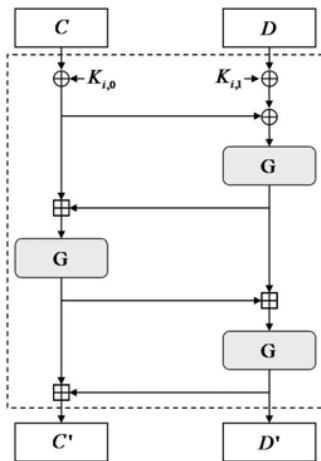 C D
K_{i,0} K_{i,1}
G
G
G
C' D'